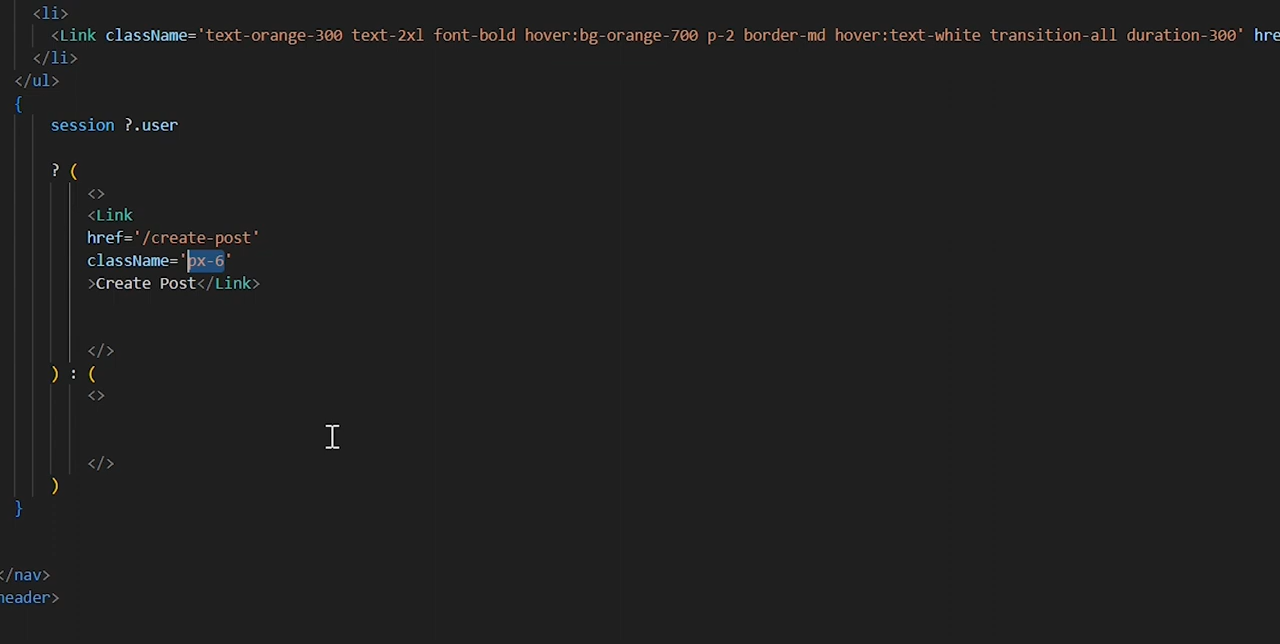 <li>
<Link className='text-orange-300 text-2xl font-bold hover:bg-orange-700 p-2 border-md hover:text-white transition-all duration-300' hre
</li>
</ul>
{
session ?.user
? (
<>
<Link
href='/create-post'
className='px-6'
>Create Post</Link>
</>
) : (
<>
</>
)
}
</nav>
header>